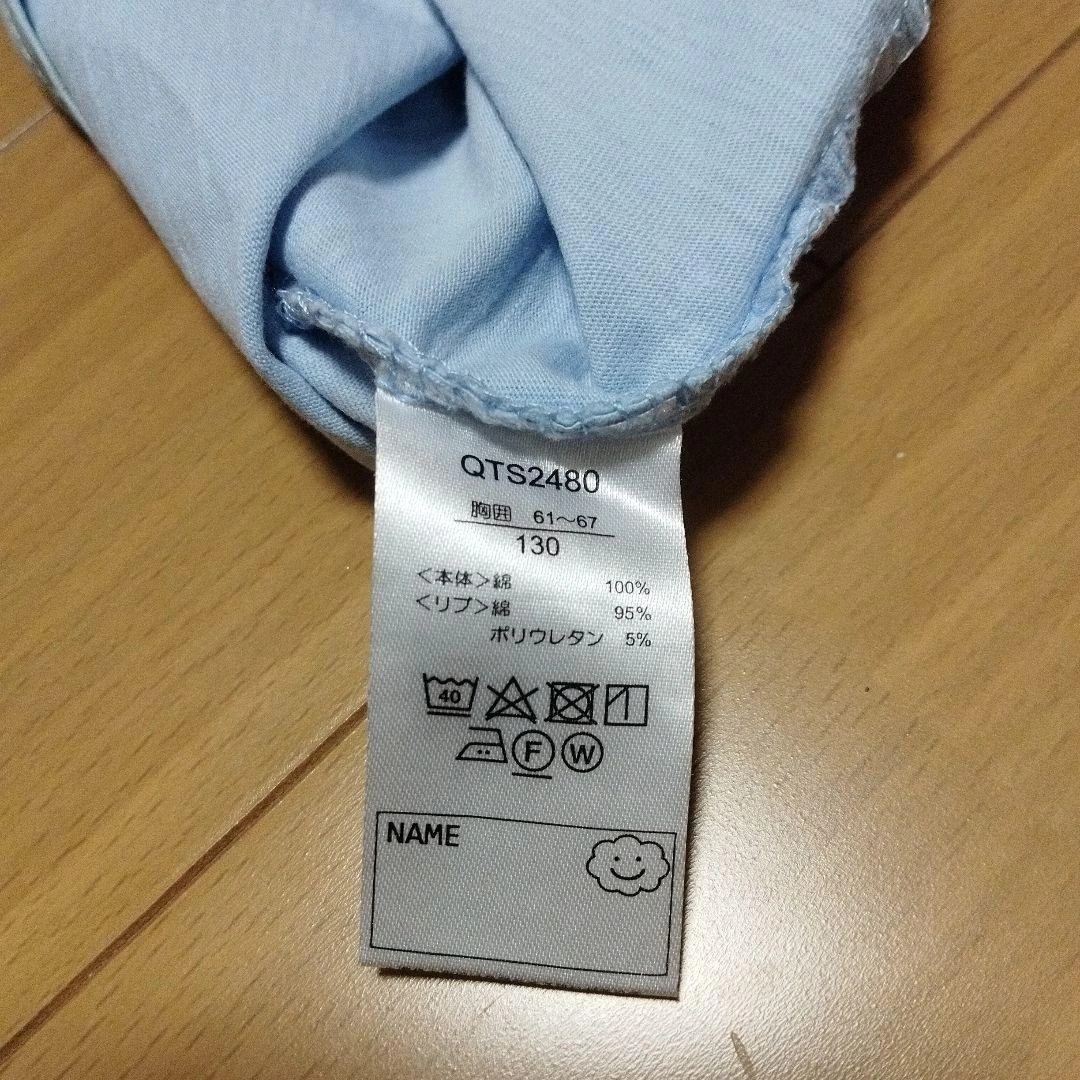 QTS2480
胸囲 61～67
130
＜本体＞綿 100%
＜リブ＞綿 95%
ポリウレタン 5%
40
F W
NAME